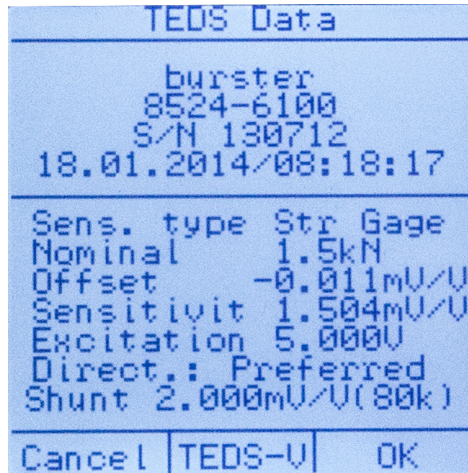 TEDS Data
burster
8524-6100
S/N 130712
18.01.2014/08:18:17
Sens. type Str Gage
Nominal 1.5kN
Offset -0.011mV/V
Sensitivit 1.504mV/V
Excitation 5.000V
Direct.: Preferred
Shunt 2.000mV/V(80k)
Cancel TEDS-V OK